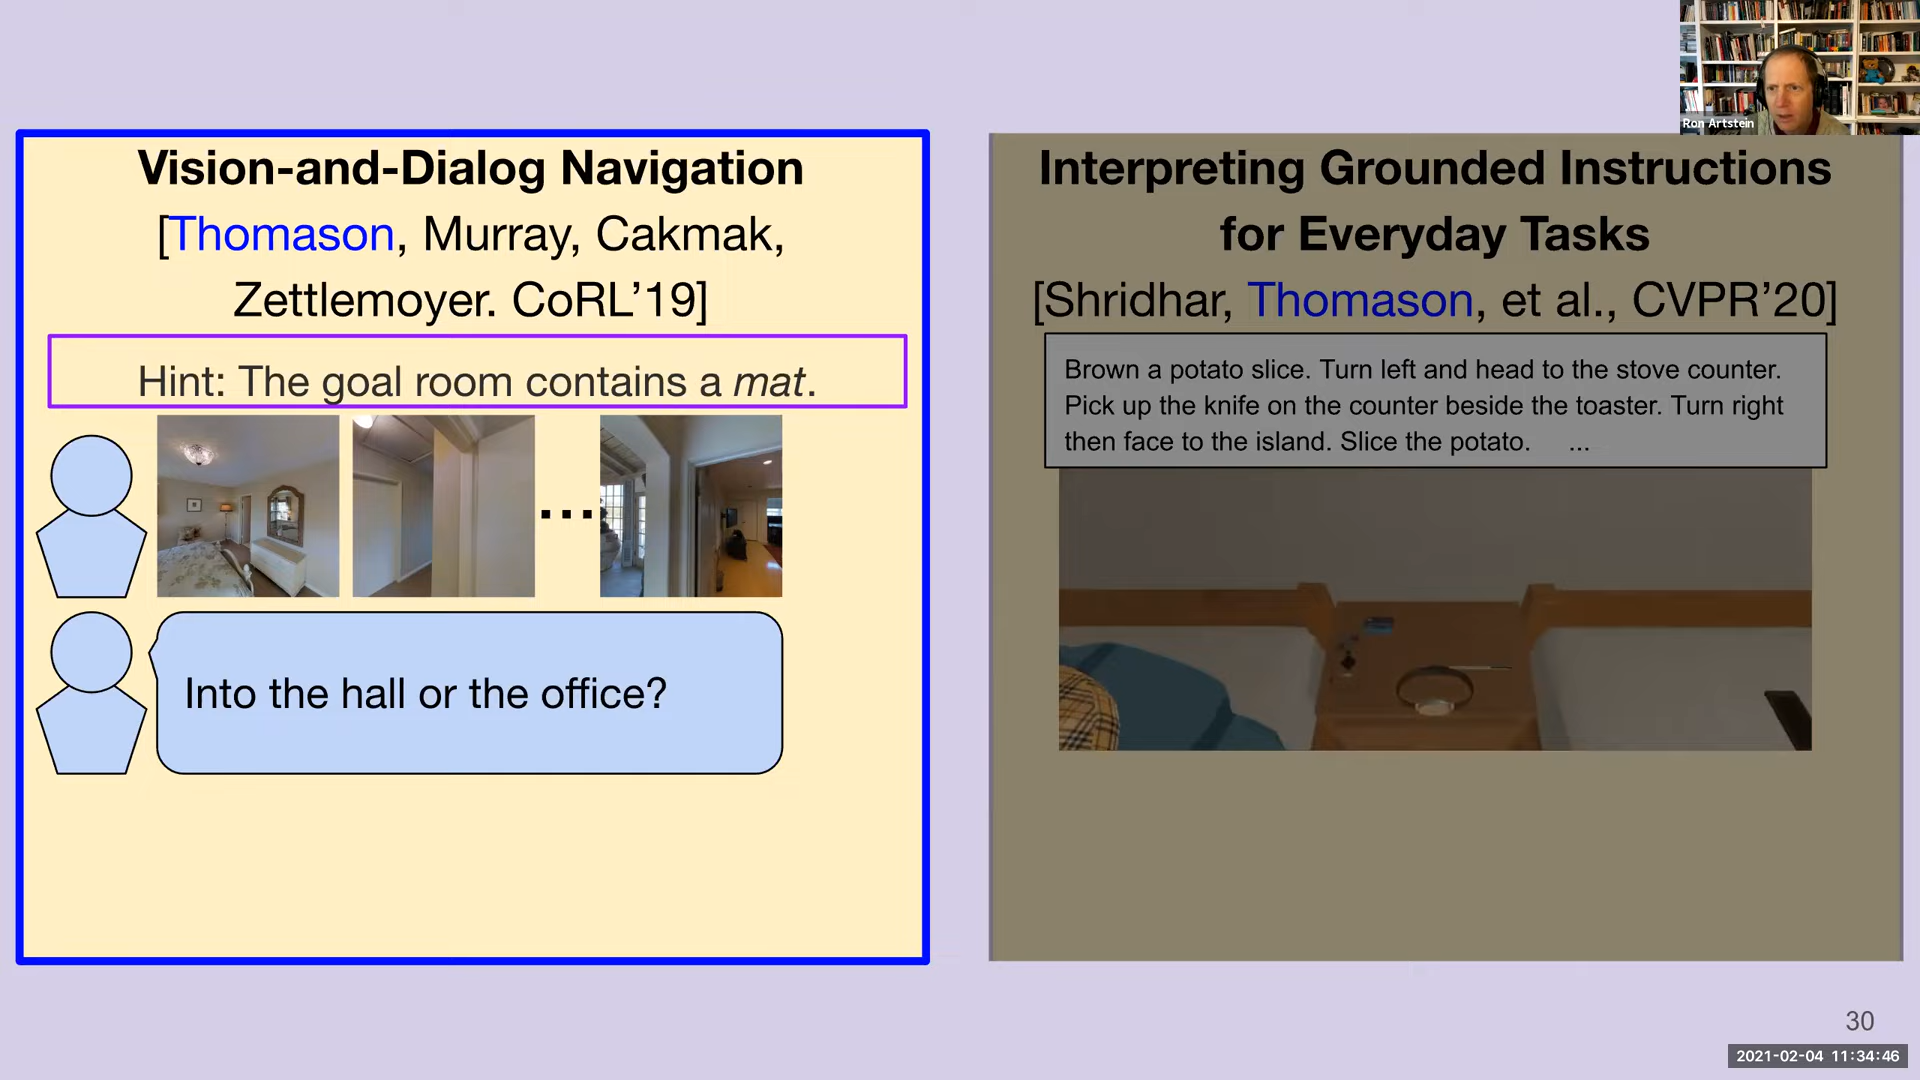 Ron Artstein
Vision-and-Dialog Navigation
[Thomason, Murray, Cakmak,
Zettlemoyer. CoRL’19]
Hint: The goal room contains a mat.
...
Into the hall or the office?
Interpreting Grounded Instructions
for Everyday Tasks
[Shridhar, Thomason, et al., CVPR’20]
Brown a potato slice. Turn left and head to the stove counter.
Pick up the knife on the counter beside the toaster. Turn right
then face to the island. Slice the potato. ...
30
2021-02-04 11:34:46